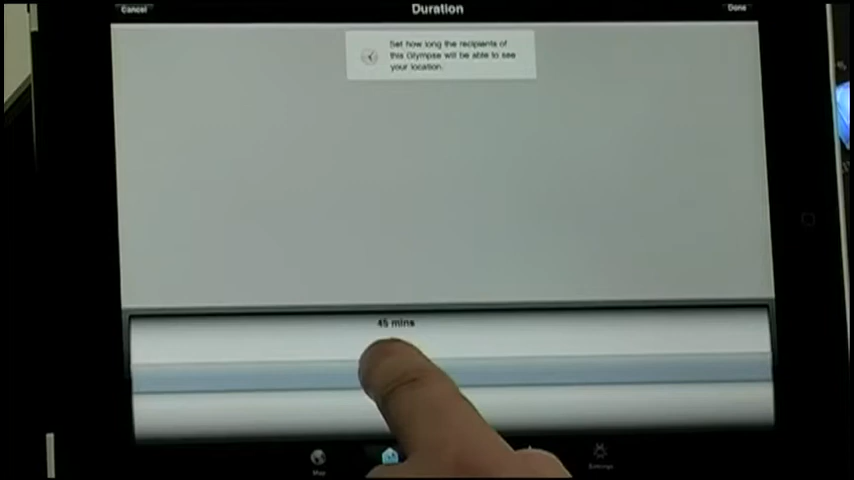 Cancel
Duration
Done
Set how long the recipients of
this Glympse will be able to see
your location.
45 mins
Map
Settings